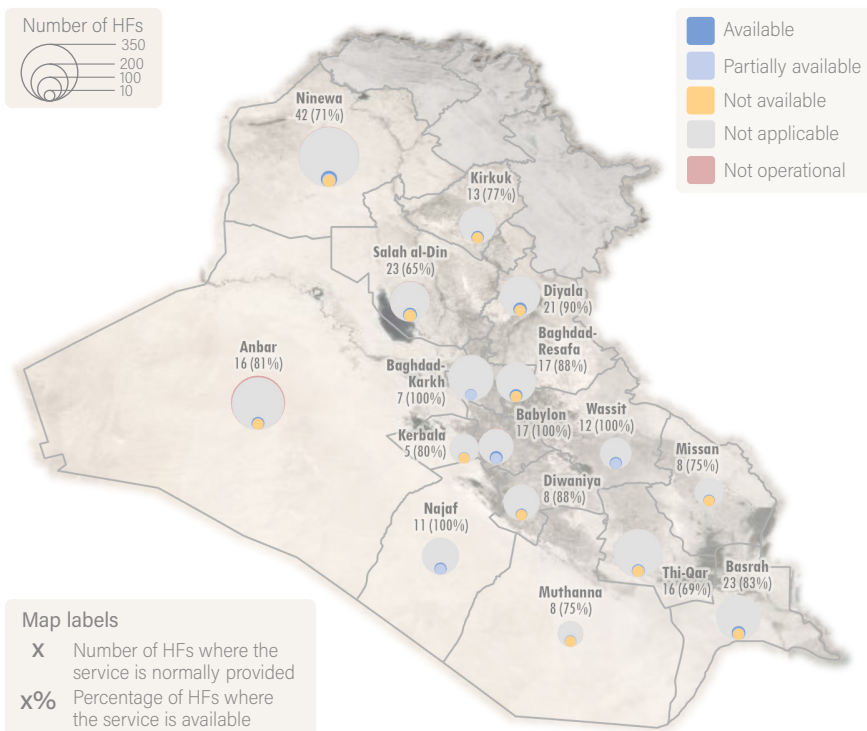 Number of HFs
350
200
100
10
Available
Partially available
Not available
Not applicable
Not operational
Ninewa
42 (71%)
Kirkuk
13 (77%)
Salah al-Din
23 (65%)
Diyala
21 (90%)
Anbar
16 (81%)
Baghdad-
Resafa
17 (88%)
Baghdad-
Karkh
7 (100%)
Babylon
17 (100%)
Wassit
12 (100%)
Kerbala
5 (80%)
Missan
8 (75%)
Diwaniya
8 (88%)
Najaf
11 (100%)
Thi-Qar
16 (69%)
Basrah
23 (83%)
Muthanna
8 (75%)
Map labels
x Number of HFs where the
service is normally provided
x% Percentage of HFs where
the service is available